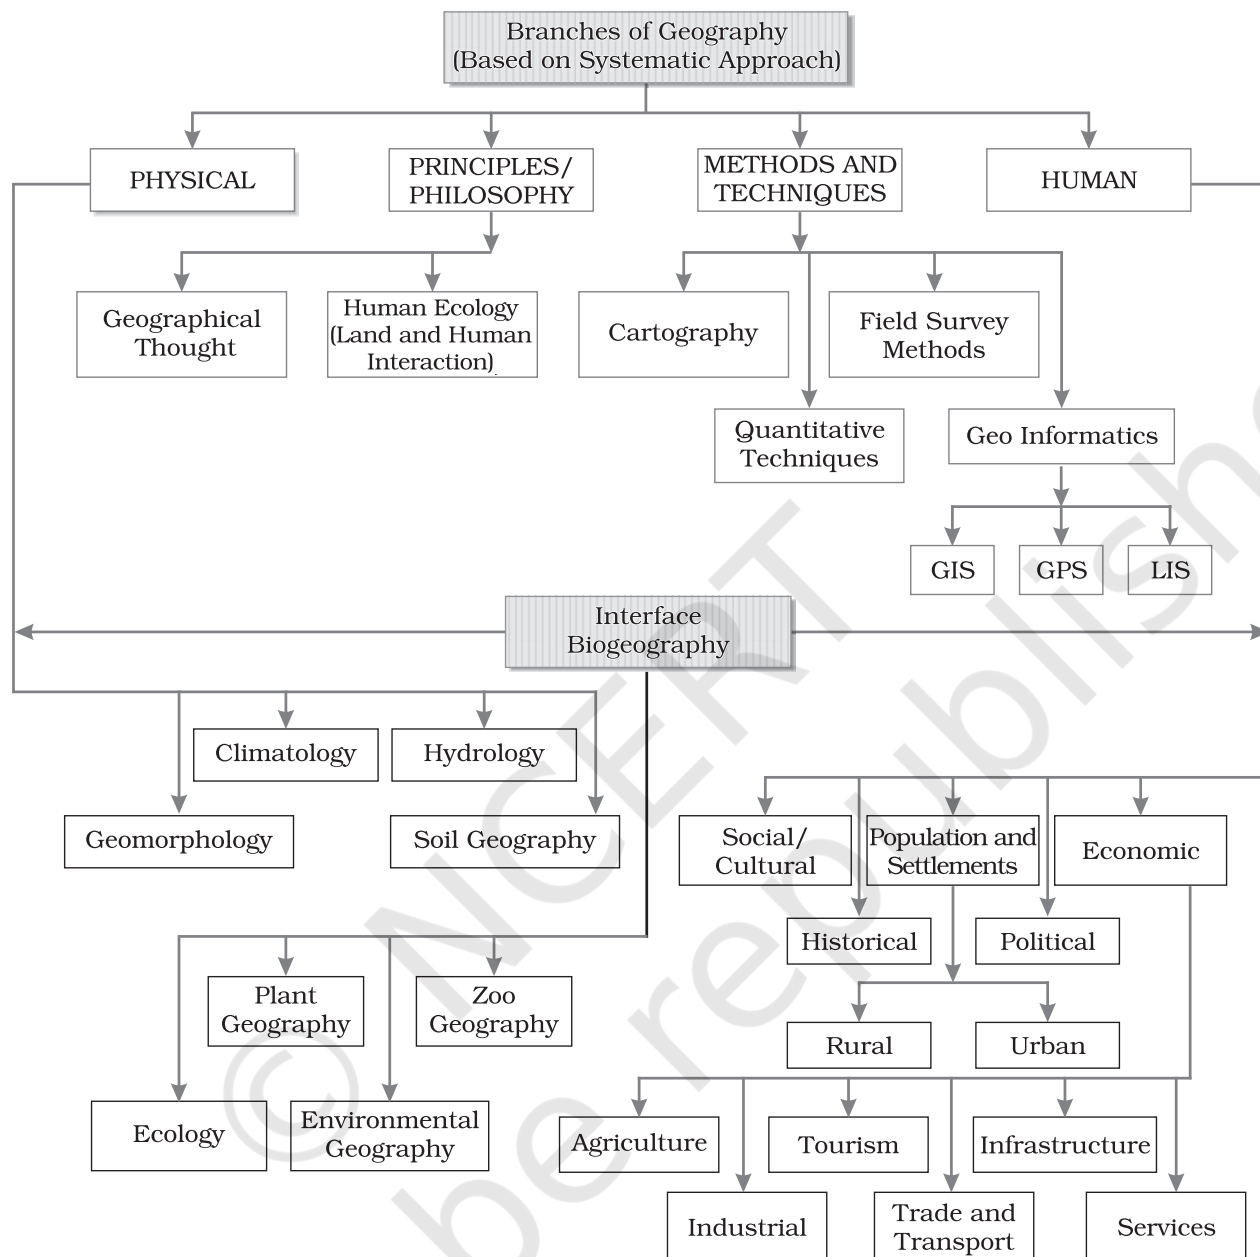 Branches of Geography
(Based on Systematic Approach)
PHYSICAL
PRINCIPLES/
PHILOSOPHY
METHODS AND
TECHNIQUES
HUMAN
Geographical
Thought
Human Ecology
(Land and Human
Interaction)
Cartography
Field Survey
Methods
Quantitative
Techniques
Geo Informatics
GIS
GPS
LIS
Interface
Biogeography
Climatology
Hydrology
Geomorphology
Soil Geography
Social/
Cultural
Population and
Settlements
Economic
Historical
Political
Plant
Geography
Zoo
Geography
Rural
Urban
Ecology
Environmental
Geography
Agriculture
Tourism
Infrastructure
Industrial
Trade and
Transport
Services
© NCERT
be republishe